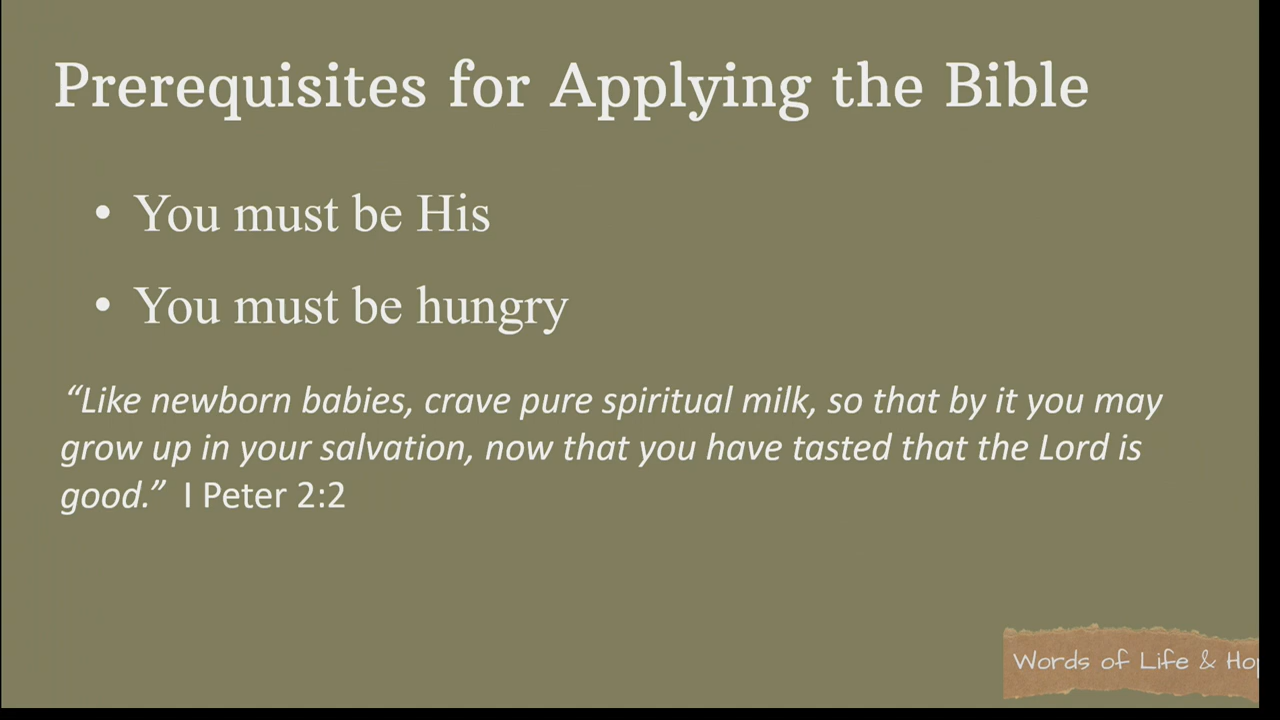 Prerequisites for Applying the Bible
• You must be His
• You must be hungry
“Like newborn babies, crave pure spiritual milk, so that by it you may
grow up in your salvation, now that you have tasted that the Lord is
good.” I Peter 2:2
Words of Life &